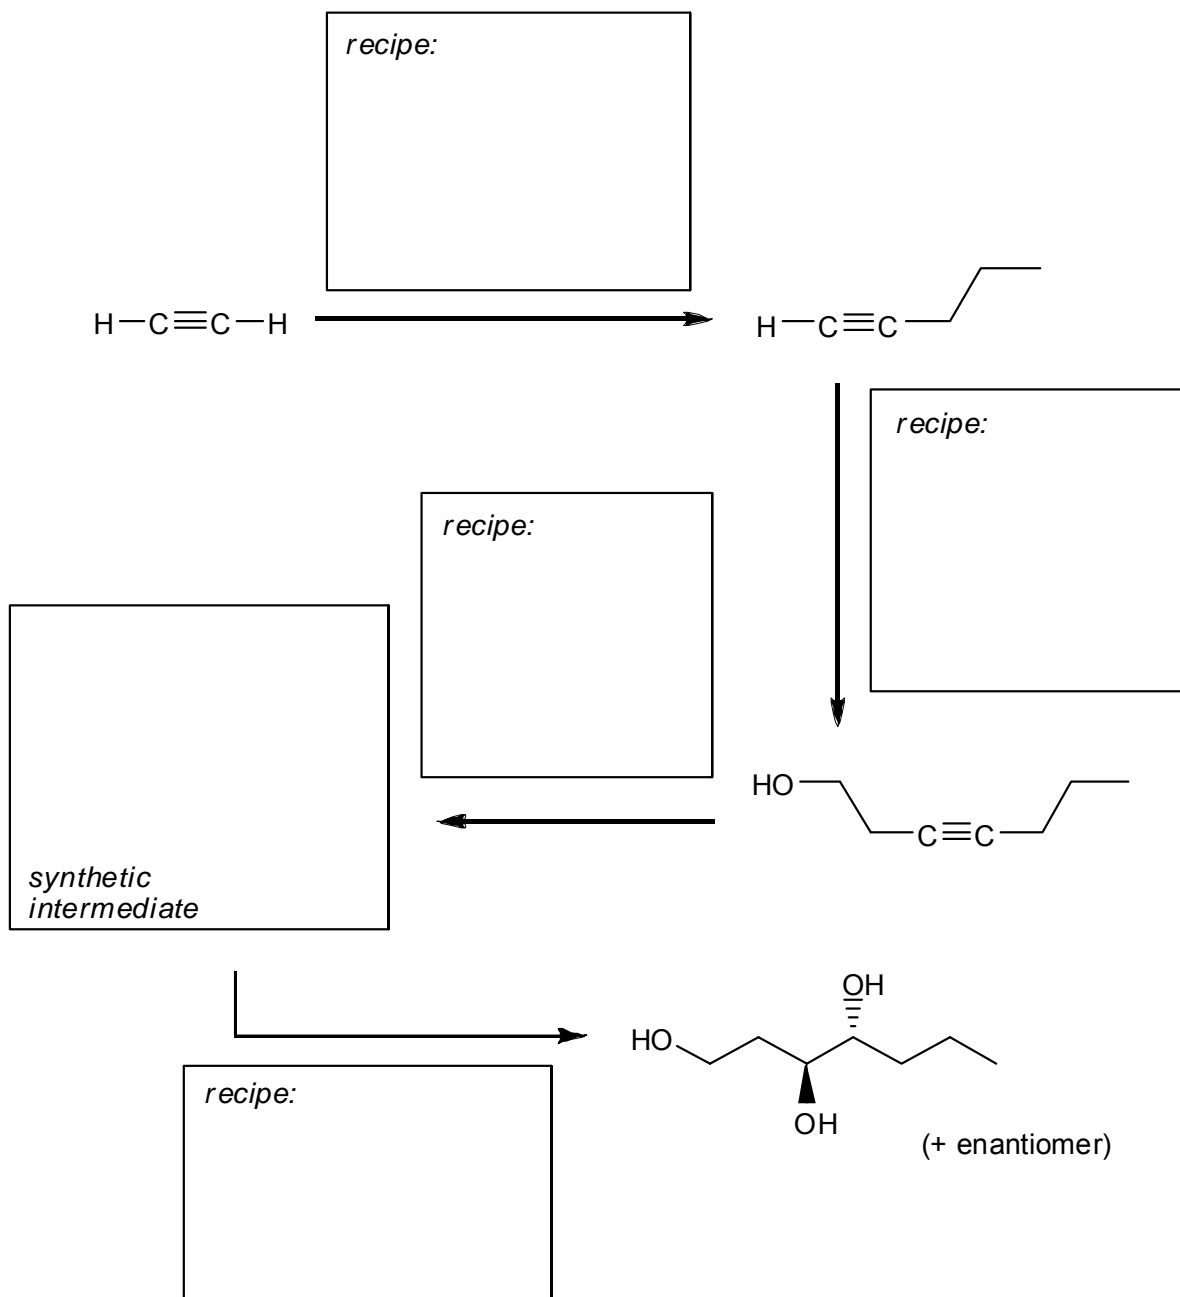 recipe:
H—C≡C—H
H—C≡C
recipe:
recipe:
HO
C≡C
synthetic
intermediate
OH
HO
OH
(+ enantiomer)
recipe: